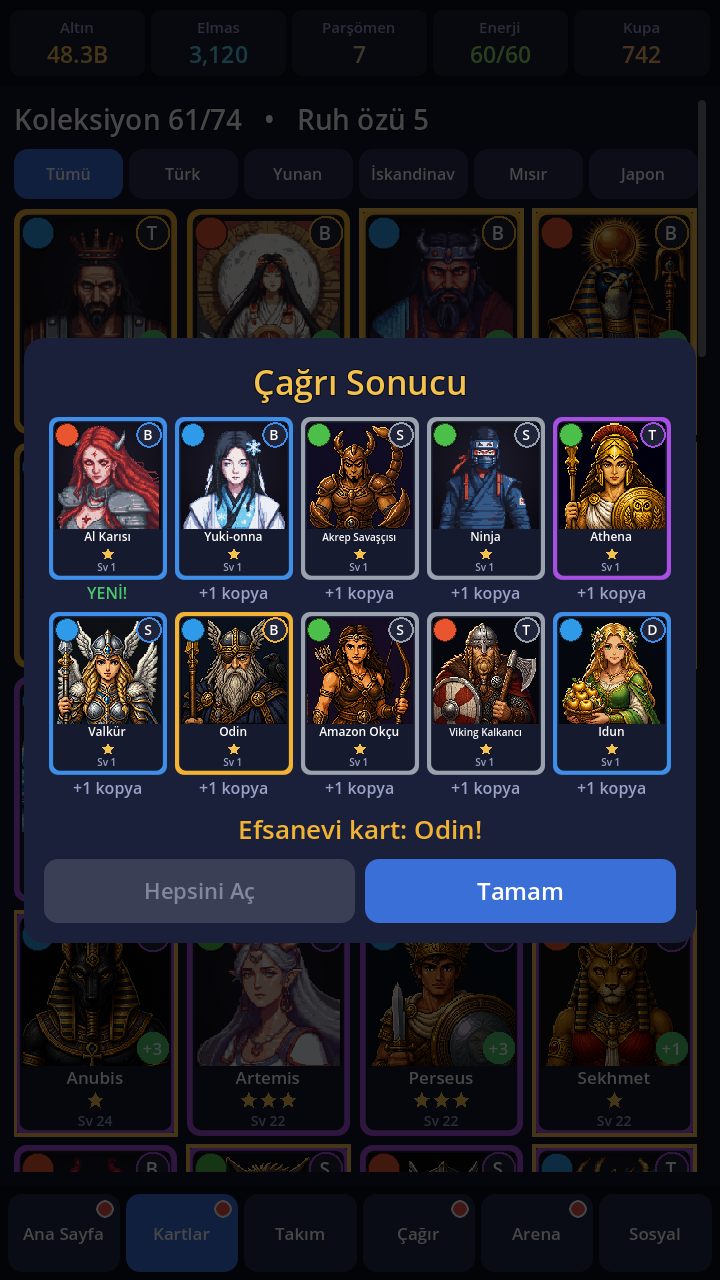 Altın
Elmas
Parşömen
Enerji
Kupa
48.3B
3,120
7
60/60
742
Koleksiyon 61/74 • Ruh özü 5
Tümü
Türk
Yunan
İskandinav
Mısır
Japon
T
B
B
B
Çağrı Sonucu
B
B
S
S
T
Al Karısı
Yuki-onna
Akrep Savaşçısı
Ninja
Athena
Sv 1
Sv 1
Sv 1
Sv 1
Sv 1
YENİ!
+1 kopya
+1 kopya
+1 kopya
+1 kopya
S
B
S
T
D
Valkür
Odin
Amazon Okçu
Viking Kalkancı
Idun
Sv 1
Sv 1
Sv 1
Sv 1
Sv 1
+1 kopya
+1 kopya
+1 kopya
+1 kopya
+1 kopya
Efsanevi kart: Odin!
Hepsini Aç
Tamam
+3
+3
+1
Anubis
Artemis
Perseus
Sekhmet
Sv 24
Sv 22
Sv 22
Sv 22
B
S
S
T
Ana Sayfa
Kartlar
Takım
Çağır
Arena
Sosyal